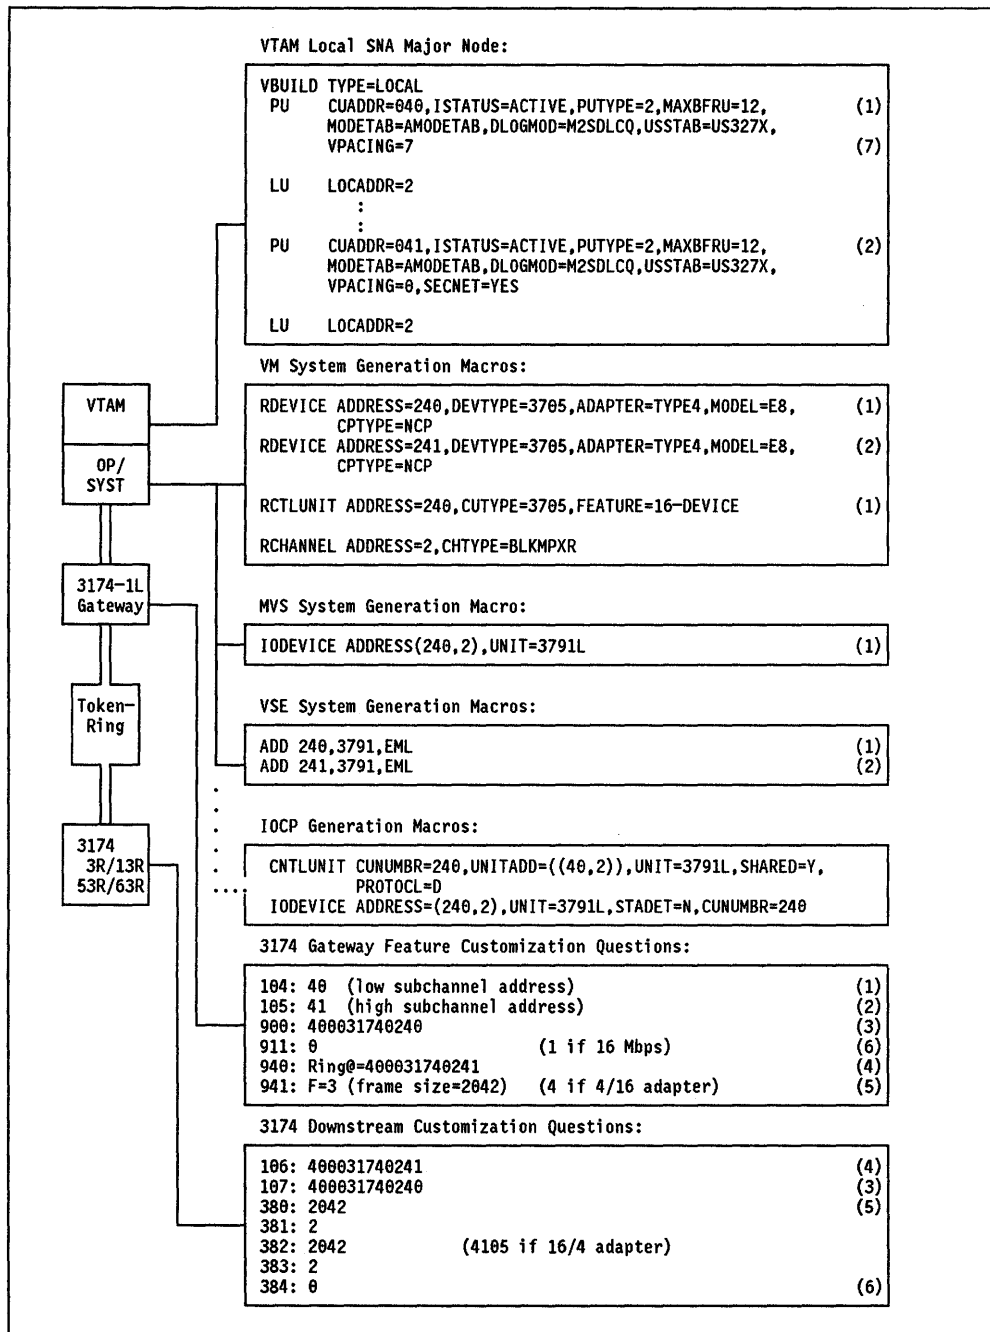 VTAM Local SNA Major Node:
VBUILD TYPE=LOCAL
PU CUADDR=040,ISTATUS=ACTIVE,PUTYPE=2,MAXBFRU=12, (1)
MODETAB=AMODETAB,DLOGMOD=M2SDLCQ,USSTAB=US327X,
VPACING=7 (7)
LU LOCADDR=2
:
:
PU CUADDR=041,ISTATUS=ACTIVE,PUTYPE=2,MAXBFRU=12, (2)
MODETAB=AMODETAB,DLOGMOD=M2SDLCQ,USSTAB=US327X,
VPACING=0,SECNET=YES
LU LOCADDR=2
VM System Generation Macros:
RDEVICE ADDRESS=240,DEVTYPE=3705,ADAPTER=TYPE4,MODEL=E8, (1)
CPTYPE=NCP
RDEVICE ADDRESS=241,DEVTYPE=3705,ADAPTER=TYPE4,MODEL=E8, (2)
CPTYPE=NCP
RCTLUNIT ADDRESS=240,CUTYPE=3705,FEATURE=16-DEVICE (1)
RCHANNEL ADDRESS=2,CHTYPE=BLKMPXR
VTAM
OP/
SYST
3174-1L
Gateway
Token-
Ring
3174
3R/13R
53R/63R
MVS System Generation Macro:
IODEVICE ADDRESS(240,2),UNIT=3791L (1)
VSE System Generation Macros:
ADD 240,3791,EML (1)
ADD 241,3791,EML (2)
IOCP Generation Macros:
CNTLUNIT CUNUMBR=240,UNITADD=((40,2)),UNIT=3791L,SHARED=Y,
PROTOCL=D
IODEVICE ADDRESS=(240,2),UNIT=3791L,STADET=N,CUNUMBR=240
3174 Gateway Feature Customization Questions:
104: 40 (low subchannel address) (1)
105: 41 (high subchannel address) (2)
900: 400031740240 (3)
911: 0 (1 if 16 Mbps) (6)
940: Ring@=400031740241 (4)
941: F=3 (frame size=2042) (4 if 4/16 adapter) (5)
3174 Downstream Customization Questions:
106: 400031740241 (4)
107: 400031740240 (3)
380: 2042 (5)
381: 2
382: 2042 (4105 if 16/4 adapter)
383: 2
384: 0 (6)